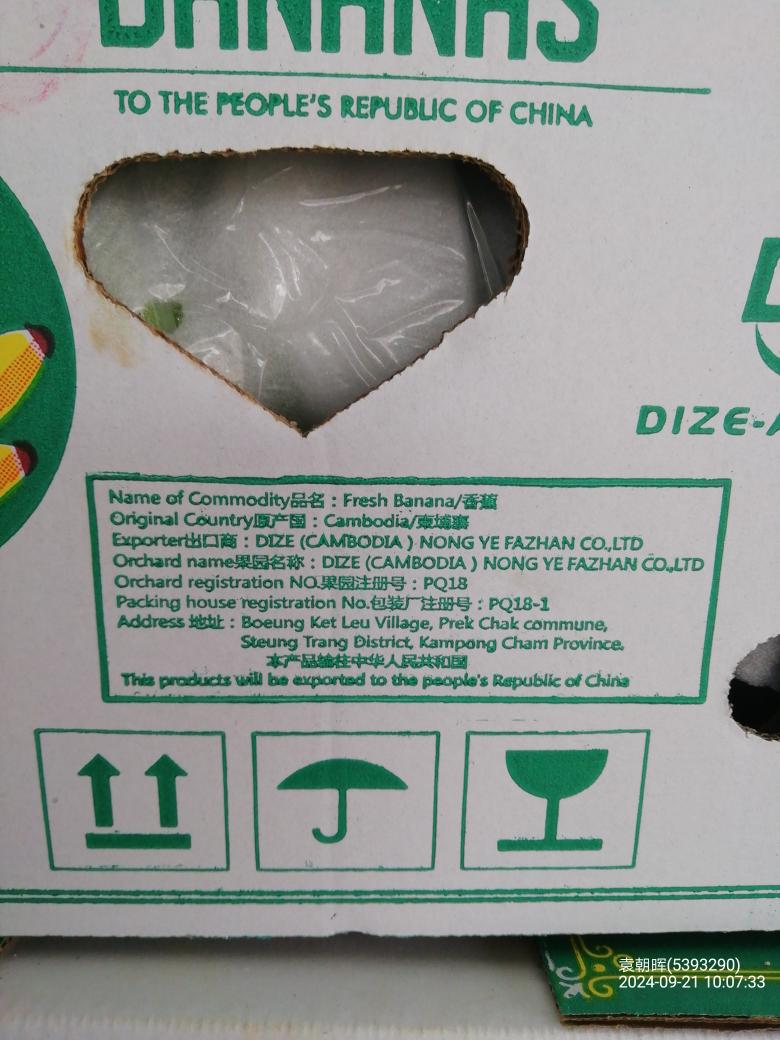 BANANAS
TO THE PEOPLE'S REPUBLIC OF CHINA
DIZE-
Name of Commodity品名：Fresh Banana/香蕉
Original Country原产国：Cambodia/柬埔寨
Exporter出口商：DIZE (CAMBODIA ) NONG YE FAZHAN CO.,LTD
Orchard name果园名称：DIZE (CAMBODIA ) NONG YE FAZHAN CO.,LTD
Orchard registration NO.果园注册号：PQ18
Packing house registration No.包装厂注册号：PQ18-1
Address 地址：Boeung Ket Leu Village, Prek Chak commune,
Steung Trang District, Kampong Cham Province.
本产品输往中华人民共和国
This products will be exported to the people's Republic of China
袁朝晖(5393290)
2024-09-21 10:07:33